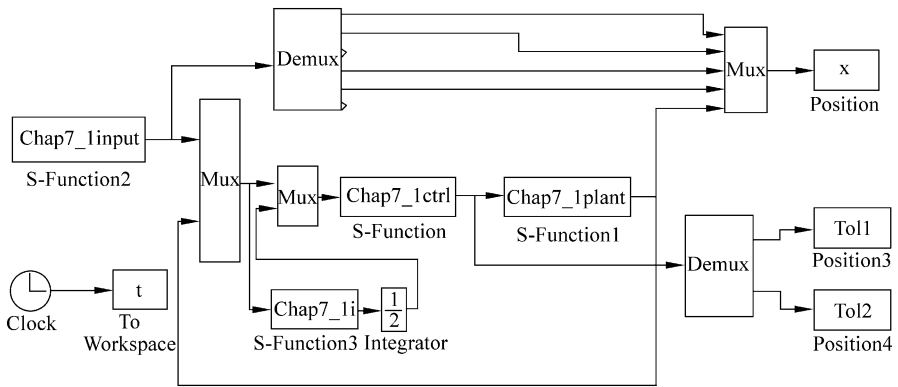 Demux
Mux
x
Position
Chap7_1input
S-Function2
Mux
Mux
Chap7_1ctrl
S-Function
Chap7_1plant
S-Function1
Demux
Tol1
Position3
Tol2
Position4
Clock
t
To
Workspace
Chap7_1i
S-Function3
1
2
Integrator